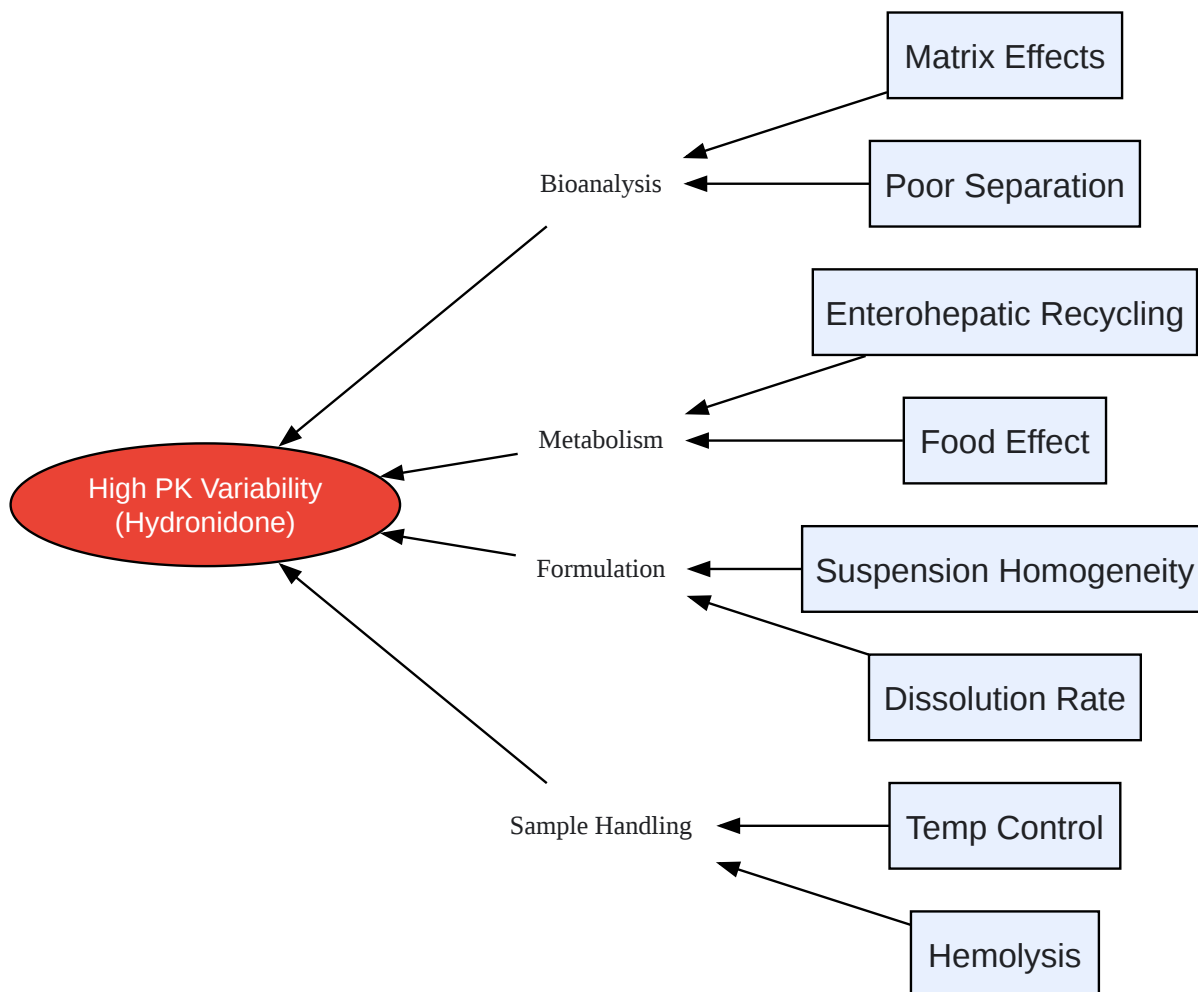 Matrix Effects
Bioanalysis
Poor Separation
Enterohepatic Recycling
Metabolism
Food Effect
High PK Variability
(Hydronidone)
Formulation
Suspension Homogeneity
Dissolution Rate
Sample Handling
Temp Control
Hemolysis